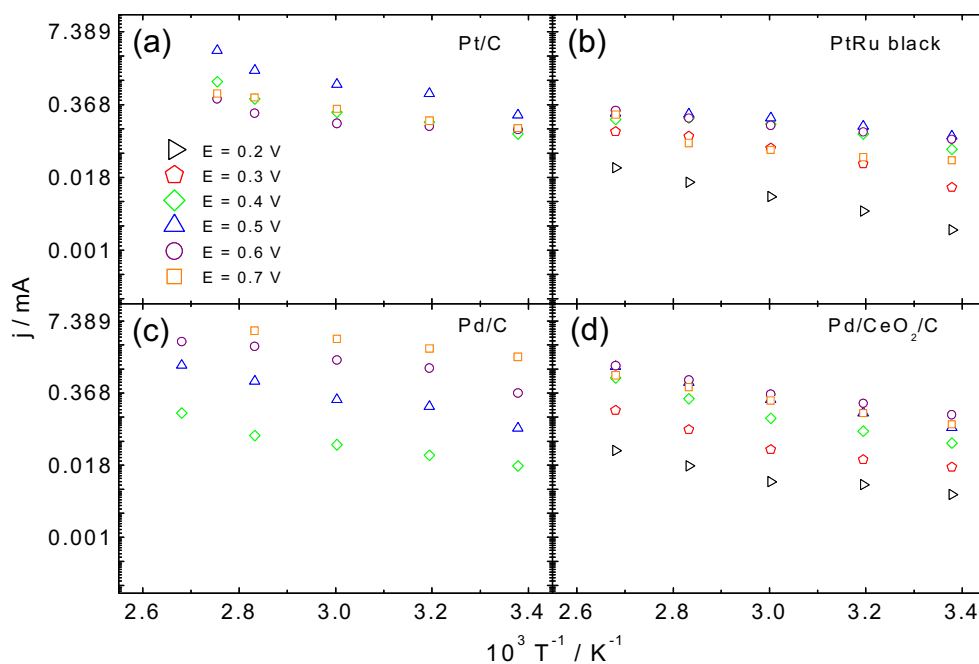 (a)
Pt/C
(b)
PtRu black
7.389
0.368
0.018
0.001
E = 0.2 V
E = 0.3 V
E = 0.4 V
E = 0.5 V
E = 0.6 V
E = 0.7 V
j / mA
(c)
Pd/C
(d)
Pd/CeO₂/C
7.389
0.368
0.018
0.001
2.6
2.8
3.0
3.2
3.4
2.6
2.8
3.0
3.2
3.4
10³ T⁻¹ / K⁻¹